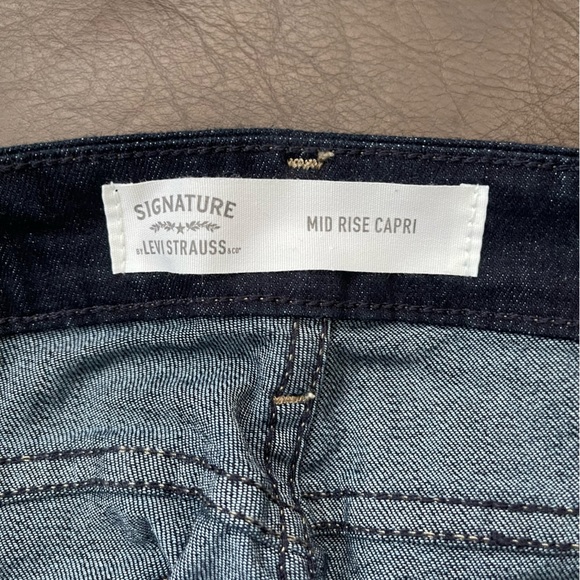 SIGNATURE
BY LEVI STRAUSS & CO
MID RISE CAPRI